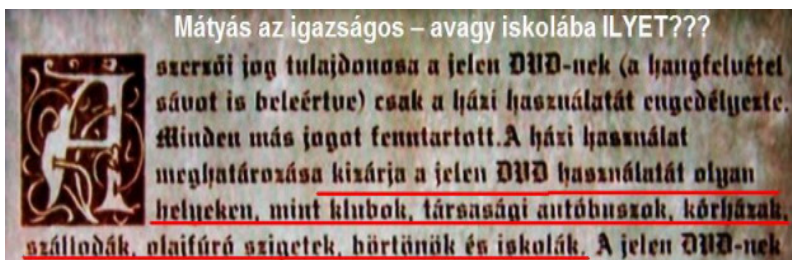 Mátyás az igazságos – avagy iskolába ILYET???
A szerzői jog tulajdonosa a jelen DVD-nek (a hangfelvétel
sávot is beleértve) csak a házi használatát engedélyezte.
Minden más jogot fenntartott.A házi használat
meghatározása kizárja a jelen DVD használatát olyan
helyeken, mint klubok, társasági autóbuszok, kórházak,
szállodák, olajfúró szigetek, börtönök és iskolák. A jelen DVD-nek